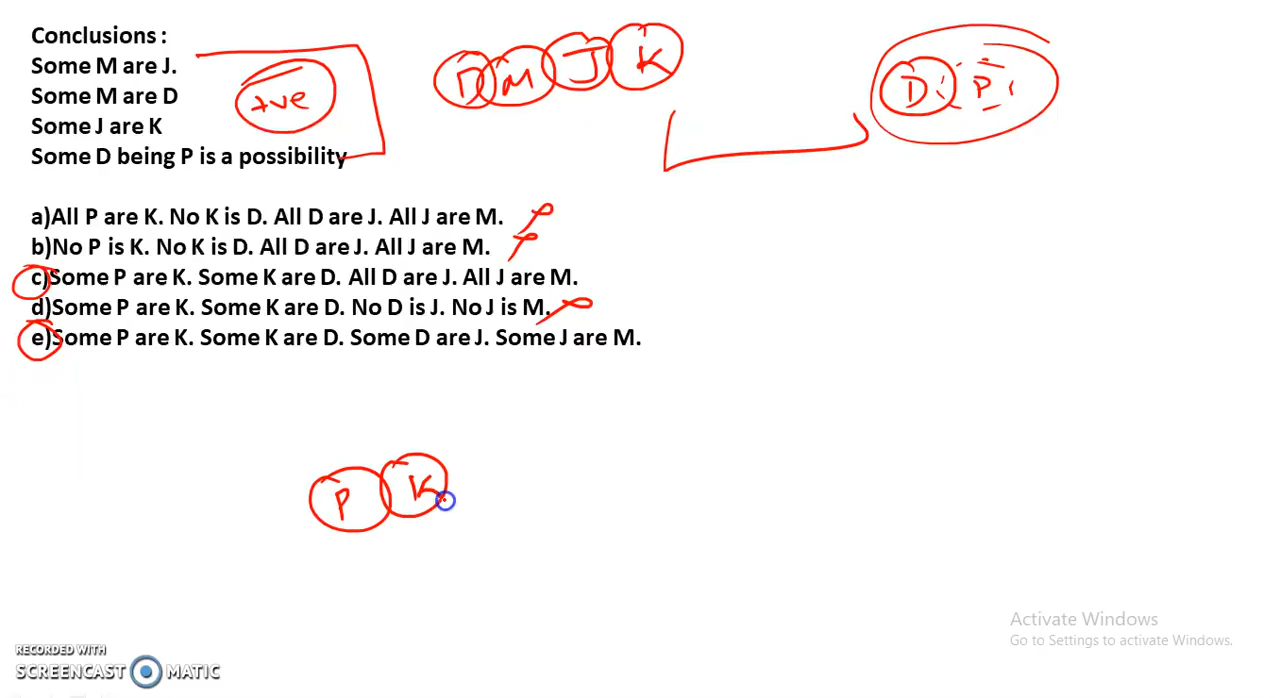 Conclusions :
Some M are J.
Some M are D
Some J are K
Some D being P is a possibility
+ve
D M J K
D P
a)All P are K. No K is D. All D are J. All J are M.
b)No P is K. No K is D. All D are J. All J are M.
c)Some P are K. Some K are D. All D are J. All J are M.
d)Some P are K. Some K are D. No D is J. No J is M.
e)Some P are K. Some K are D. Some D are J. Some J are M.
P K
Activate Windows
Go to Settings to activate Windows.
RECORDED WITH
SCREENCAST MATIC